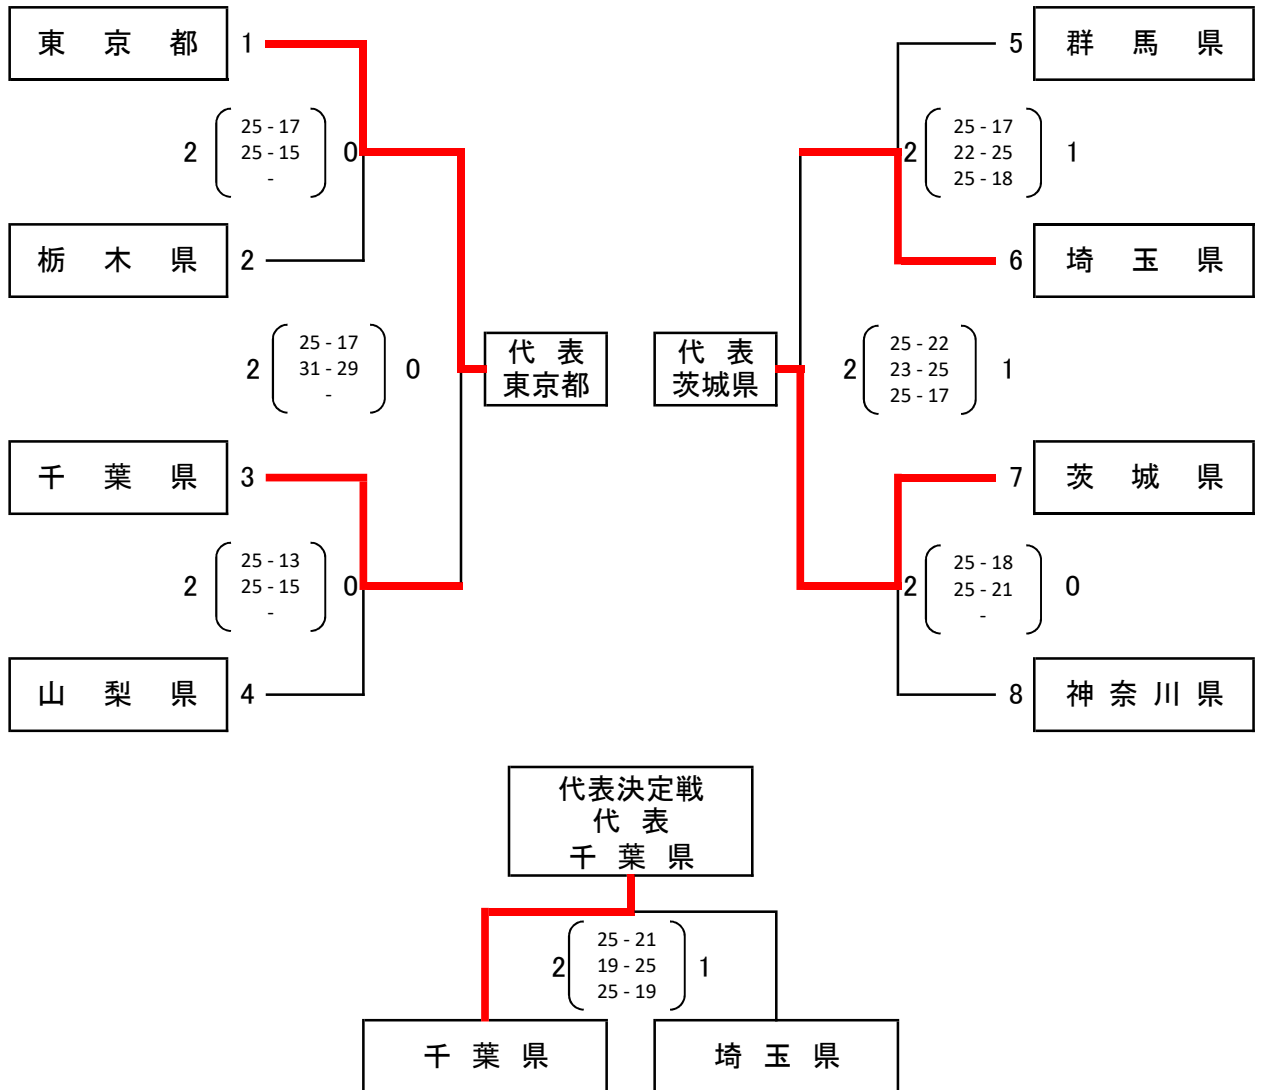 東京都 1
5 群馬県
2 25 - 17 0
25 - 15
-
2 25 - 17 1
22 - 25
25 - 18
栃木県 2
6 埼玉県
2 25 - 17 0
31 - 29
-
代表
東京都
代表
茨城県
2 25 - 22 1
23 - 25
25 - 17
千葉県 3
7 茨城県
2 25 - 13 0
25 - 15
-
2 25 - 18 0
25 - 21
-
山梨県 4
8 神奈川県
代表決定戦
代表
千葉県
2 25 - 21 1
19 - 25
25 - 19
千葉県
埼玉県